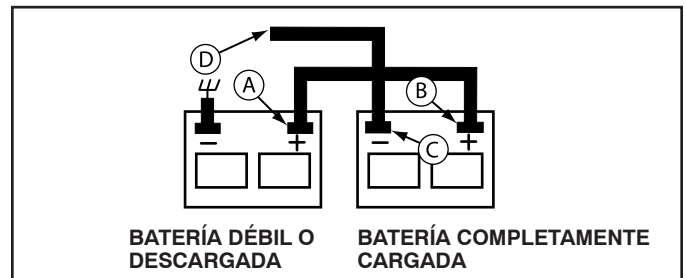 D
A
B
C
− +
− +
BATERÍA DÉBIL O
DESCARGADA
BATERÍA COMPLETAMENTE
CARGADA